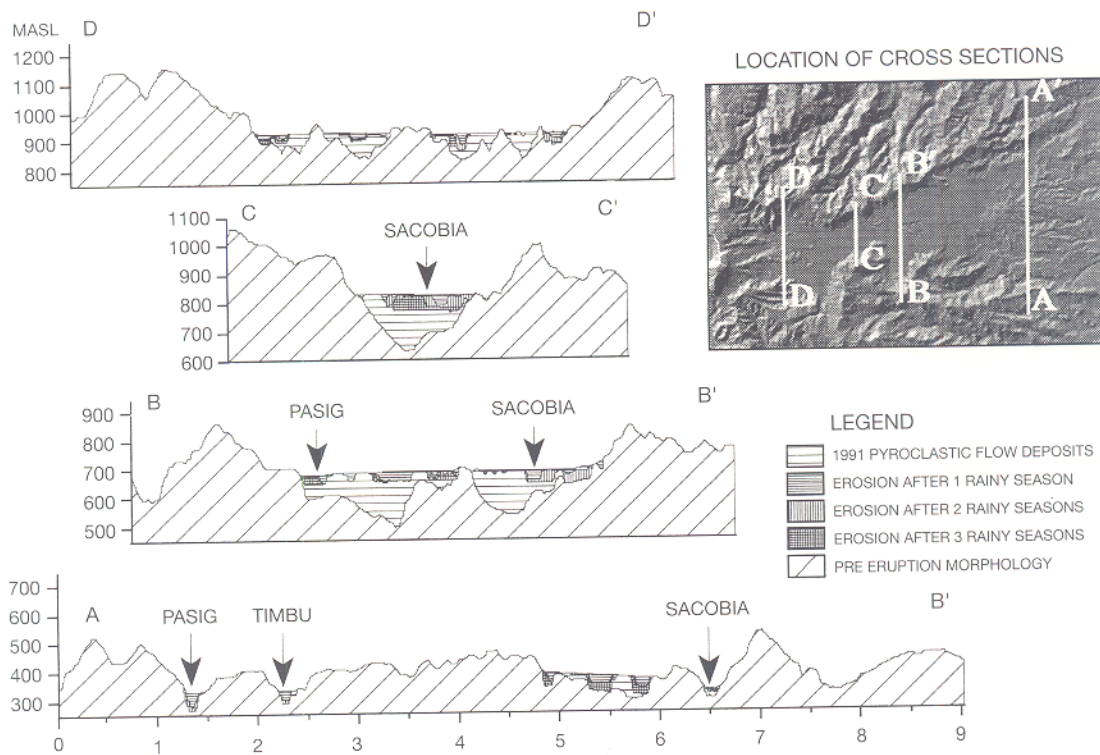 MASL
D
D'
1200
1100
1000
900
800
C
C'
1100
1000
900
800
700
600
SACOBIA
B
B'
900
800
700
600
500
PASIG
SACOBIA
A
B'
700
600
500
400
300
PASIG
TIMBU
SACOBIA
0 1 2 3 4 5 6 7 8 9
LOCATION OF CROSS SECTIONS
A'
B'
D'
C'
C
D
B
A
LEGEND
1991 PYROCLASTIC FLOW DEPOSITS
EROSION AFTER 1 RAINY SEASON
EROSION AFTER 2 RAINY SEASONS
EROSION AFTER 3 RAINY SEASONS
PRE ERUPTION MORPHOLOGY